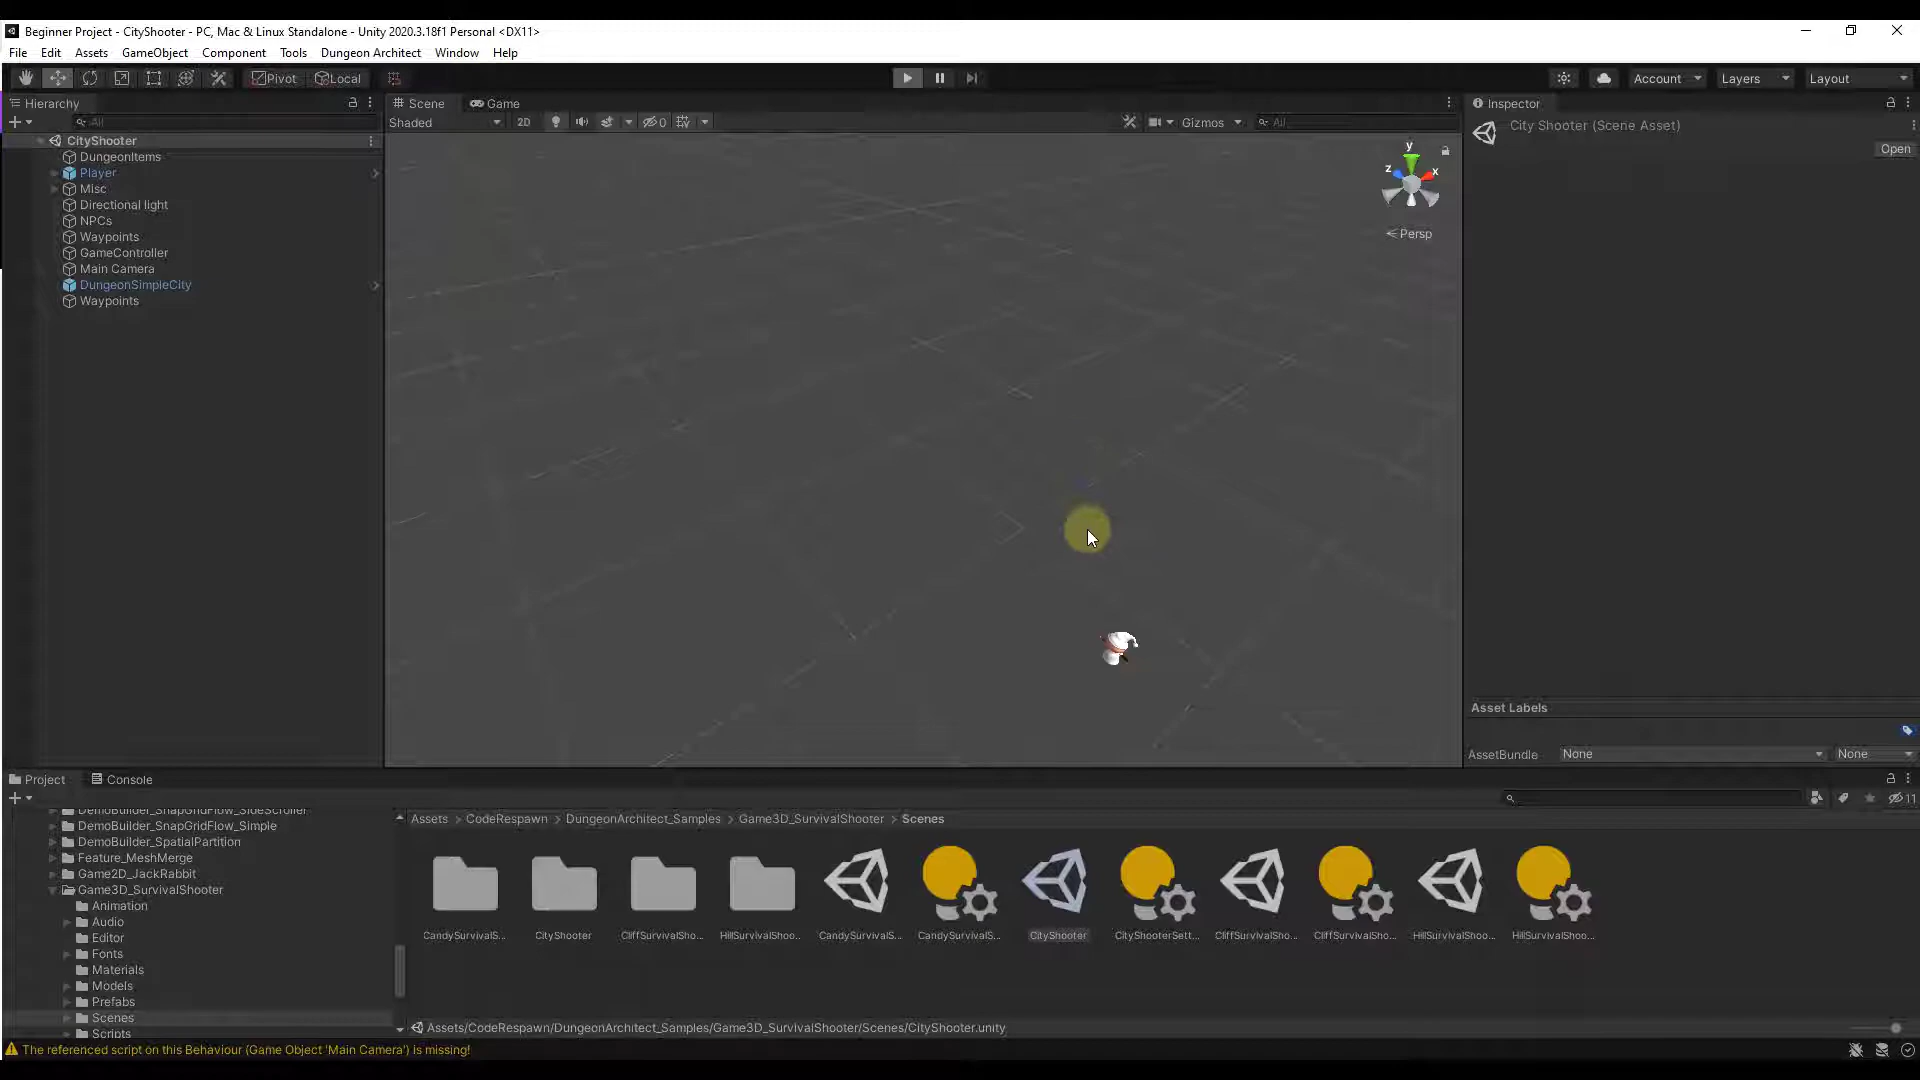 Beginner Project - CityShooter - PC, Mac & Linux Standalone - Unity 2020.3.18f1 Personal <DX11>
File Edit Assets GameObject Component Tools Dungeon Architect Window Help
Pivot Local Account Layers Layout
Hierarchy
All
CityShooter
DungeonItems
Player
Misc
Directional light
NPCs
Waypoints
GameController
Main Camera
DungeonSimpleCity
Waypoints
Scene Game
Shaded 2D 0 Gizmos All
y
z x
Persp
Inspector
City Shooter (Scene Asset)
Open
Asset Labels
AssetBundle None None
Project Console
11
DemoBuilder_SnapGridFlow_SideScroller
DemoBuilder_SnapGridFlow_Simple
DemoBuilder_SpatialPartition
Feature_MeshMerge
Game2D_JackRabbit
Game3D_SurvivalShooter
Animation
Audio
Editor
Fonts
Materials
Models
Prefabs
Scenes
Scripts
Assets > CodeRespawn > DungeonArchitect_Samples > Game3D_SurvivalShooter > Scenes
CandySurvivalS... CityShooter CliffSurvivalSho... HillSurvivalShoo... CandySurvivalS... CandySurvivalS... CityShooter CityShooterSett... CliffSurvivalSho... CliffSurvivalSho... HillSurvivalShoo... HillSurvivalShoo...
Assets/CodeRespawn/DungeonArchitect_Samples/Game3D_SurvivalShooter/Scenes/CityShooter.unity
The referenced script on this Behaviour (Game Object 'Main Camera') is missing!